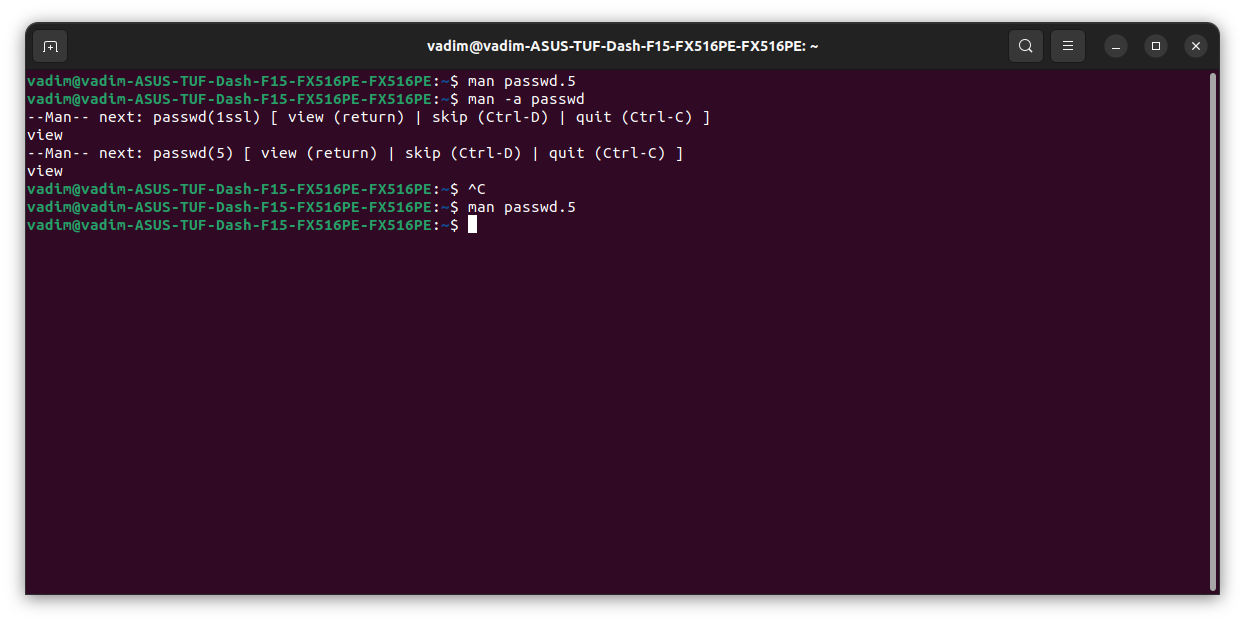 vadim@vadim-ASUS-TUF-Dash-F15-FX516PE-FX516PE: ~
vadim@vadim-ASUS-TUF-Dash-F15-FX516PE-FX516PE:~$ man passwd.5
vadim@vadim-ASUS-TUF-Dash-F15-FX516PE-FX516PE:~$ man -a passwd
--Man-- next: passwd(1ssl) [ view (return) | skip (Ctrl-D) | quit (Ctrl-C) ]
view
--Man-- next: passwd(5) [ view (return) | skip (Ctrl-D) | quit (Ctrl-C) ]
view
vadim@vadim-ASUS-TUF-Dash-F15-FX516PE-FX516PE:~$ ^C
vadim@vadim-ASUS-TUF-Dash-F15-FX516PE-FX516PE:~$ man passwd.5
vadim@vadim-ASUS-TUF-Dash-F15-FX516PE-FX516PE:~$